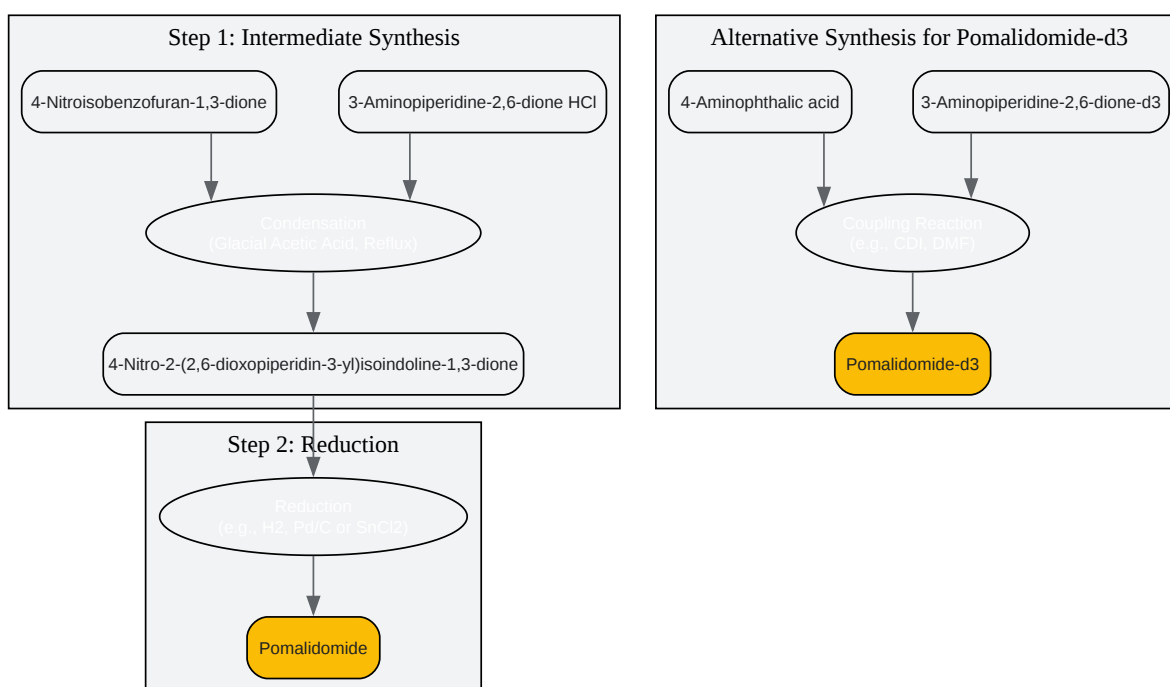 Step 1: Intermediate Synthesis
4-Nitroisobenzofuran-1,3-dione
3-Aminopiperidine-2,6-dione HCl
Condensation
(Glacial Acetic Acid, Reflux)
4-Nitro-2-(2,6-dioxopiperidin-3-yl)isoindoline-1,3-dione
Step 2: Reduction
Reduction
(e.g., H2, Pd/C or SnCl2)
Pomalidomide
Alternative Synthesis for Pomalidomide-d3
4-Aminophthalic acid
3-Aminopiperidine-2,6-dione-d3
Coupling Reaction
(e.g., CDI, DMF)
Pomalidomide-d3